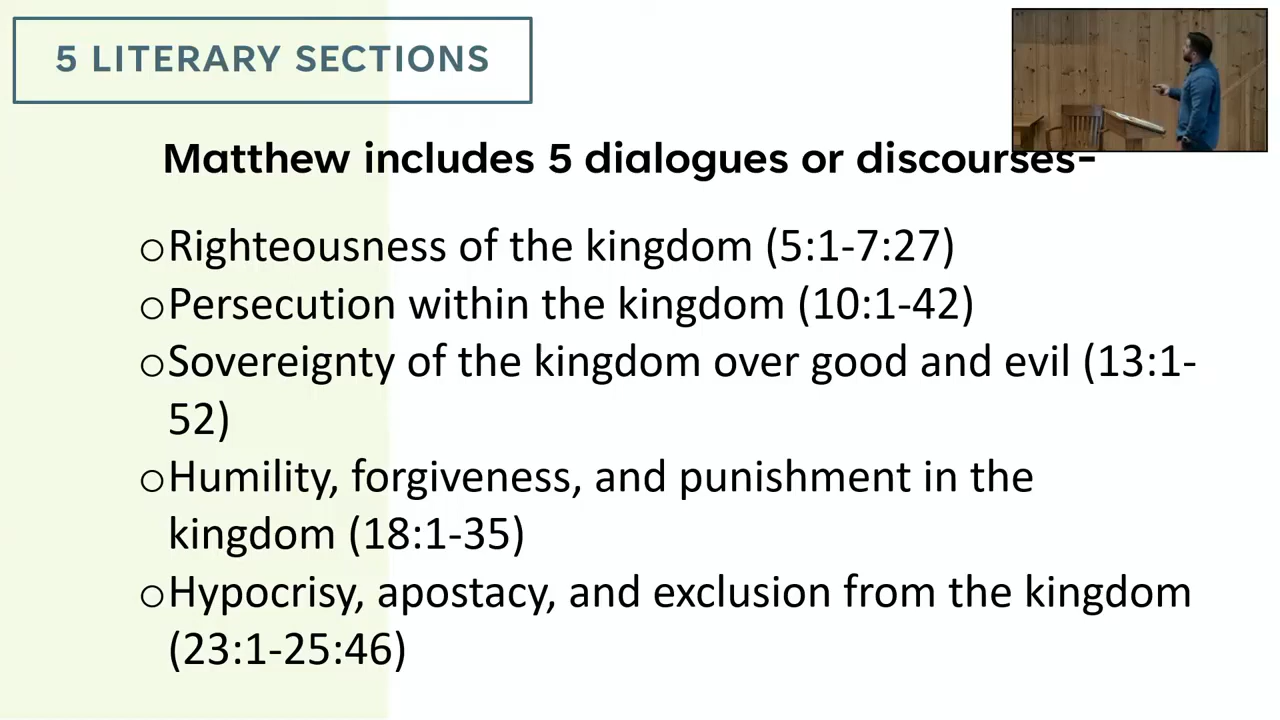 5 LITERARY SECTIONS
Matthew includes 5 dialogues or discourses-
oRighteousness of the kingdom (5:1-7:27)
oPersecution within the kingdom (10:1-42)
oSovereignty of the kingdom over good and evil (13:1-
52)
oHumility, forgiveness, and punishment in the
kingdom (18:1-35)
oHypocrisy, apostacy, and exclusion from the kingdom
(23:1-25:46)